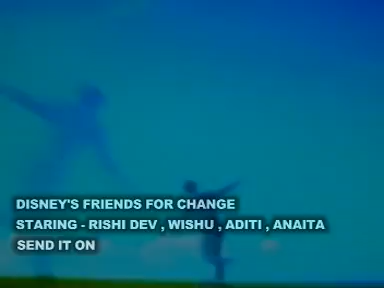 DISNEY'S FRIENDS FOR CHANGE
STARING - RISHI DEV , WISHU , ADITI , ANAITA
SEND IT ON